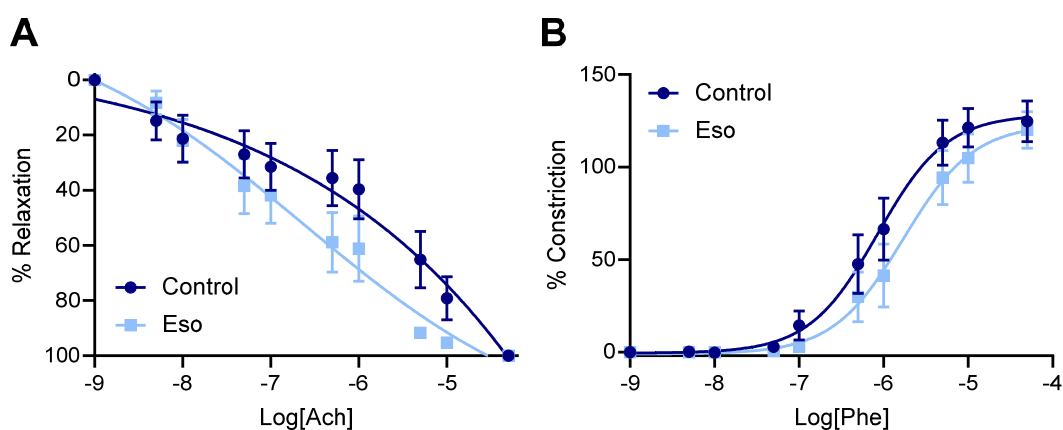 A
% Relaxation
0
20
40
60
80
100
Control
Eso
-9
-8
-7
-6
-5
Log[Ach]
B
% Constriction
150
100
50
0
Control
Eso
-9
-8
-7
-6
-5
-4
Log[Phe]